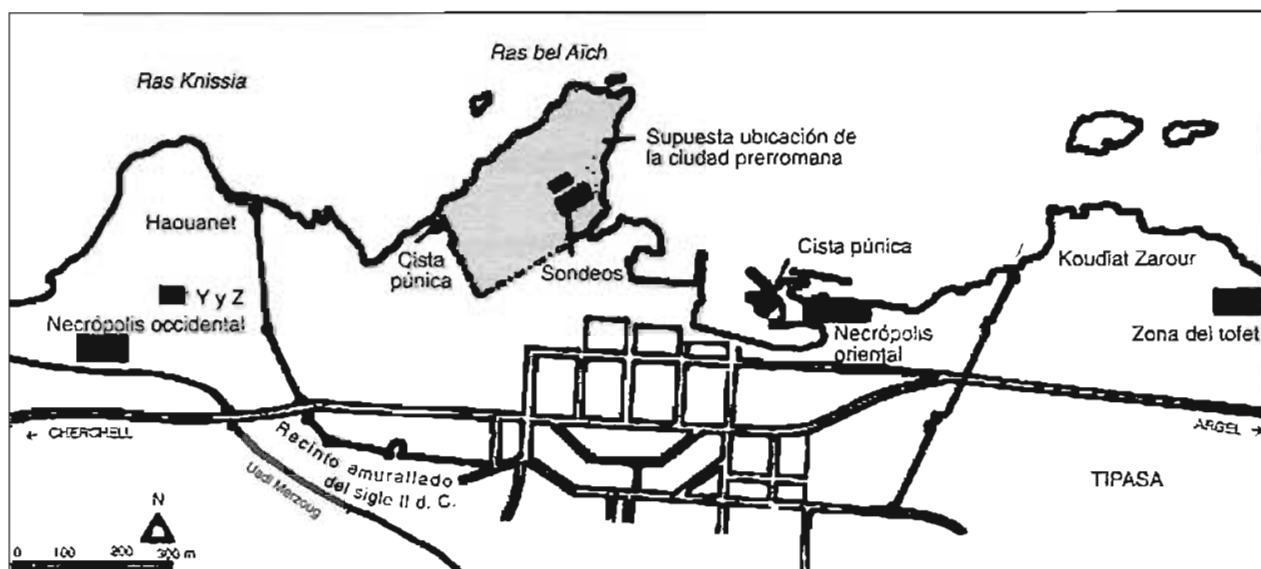 Ras Knissia
Ras bel Aïch
Supuesta ubicación de
la ciudad prerromana
Haouanet
Cista
púnica
Sondeos
Cista púnica
Koudïat Zarour
Y y Z
Necrópolis occidental
Necrópolis
oriental
Zona del tofet
← CHERCHELL
ARGEL →
Recinto amurallado
del sigle II d. C.
Uadi Merzoug
TIPASA
N
0 100 200 300 m